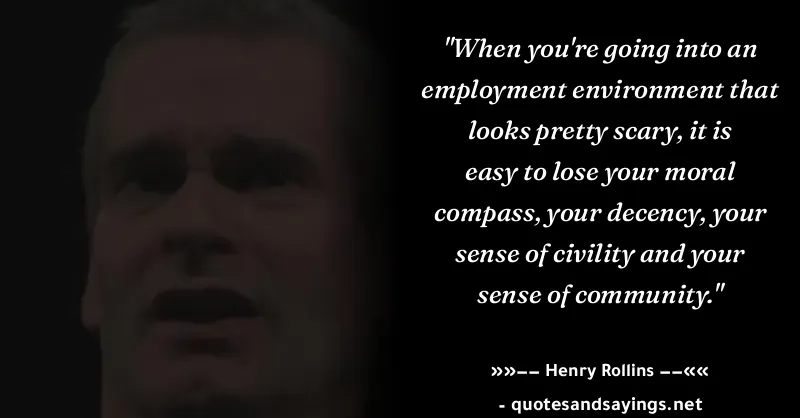 "When you're going into an
employment environment that
looks pretty scary, it is
easy to lose your moral
compass, your decency, your
sense of civility and your
sense of community."
»»−− Henry Rollins −−««
- quotesandsayings.net